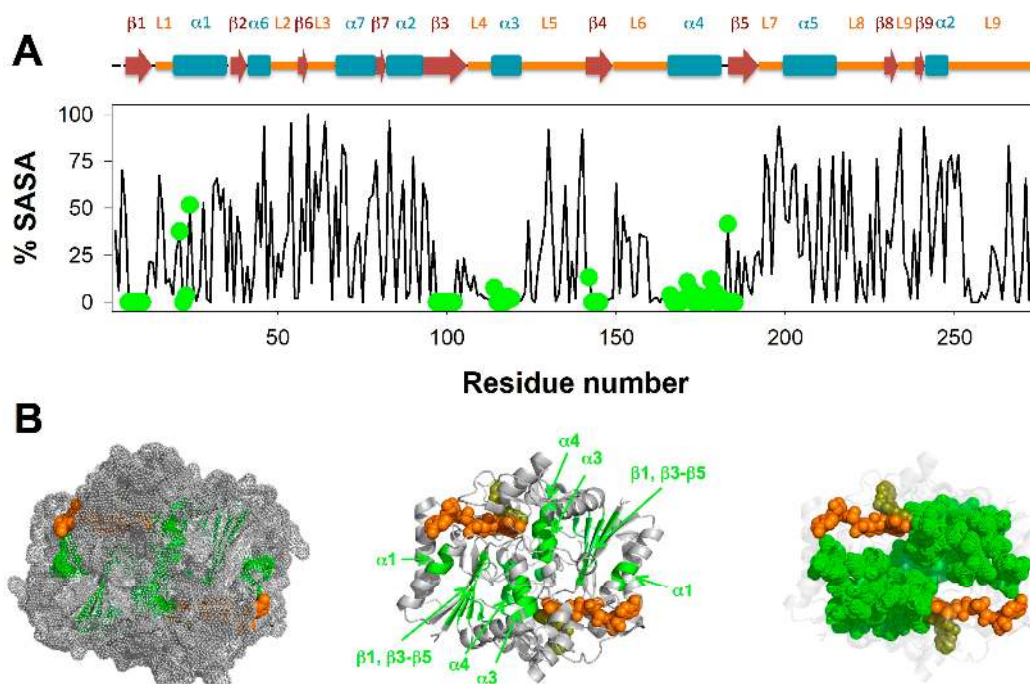 β1 L1 α1 β2 α6 L2 β6 L3 α7 β7 α2 β3 L4 α3 L5 β4 L6 α4 β5 L7 α5 L8 β8 L9 β9 α2 L9
A
100
75
50
25
0
% SASA
50 100 150 200 250
Residue number
B
α4
α3
β1, β3-β5
α1
α1
β1, β3-β5
α4
α3